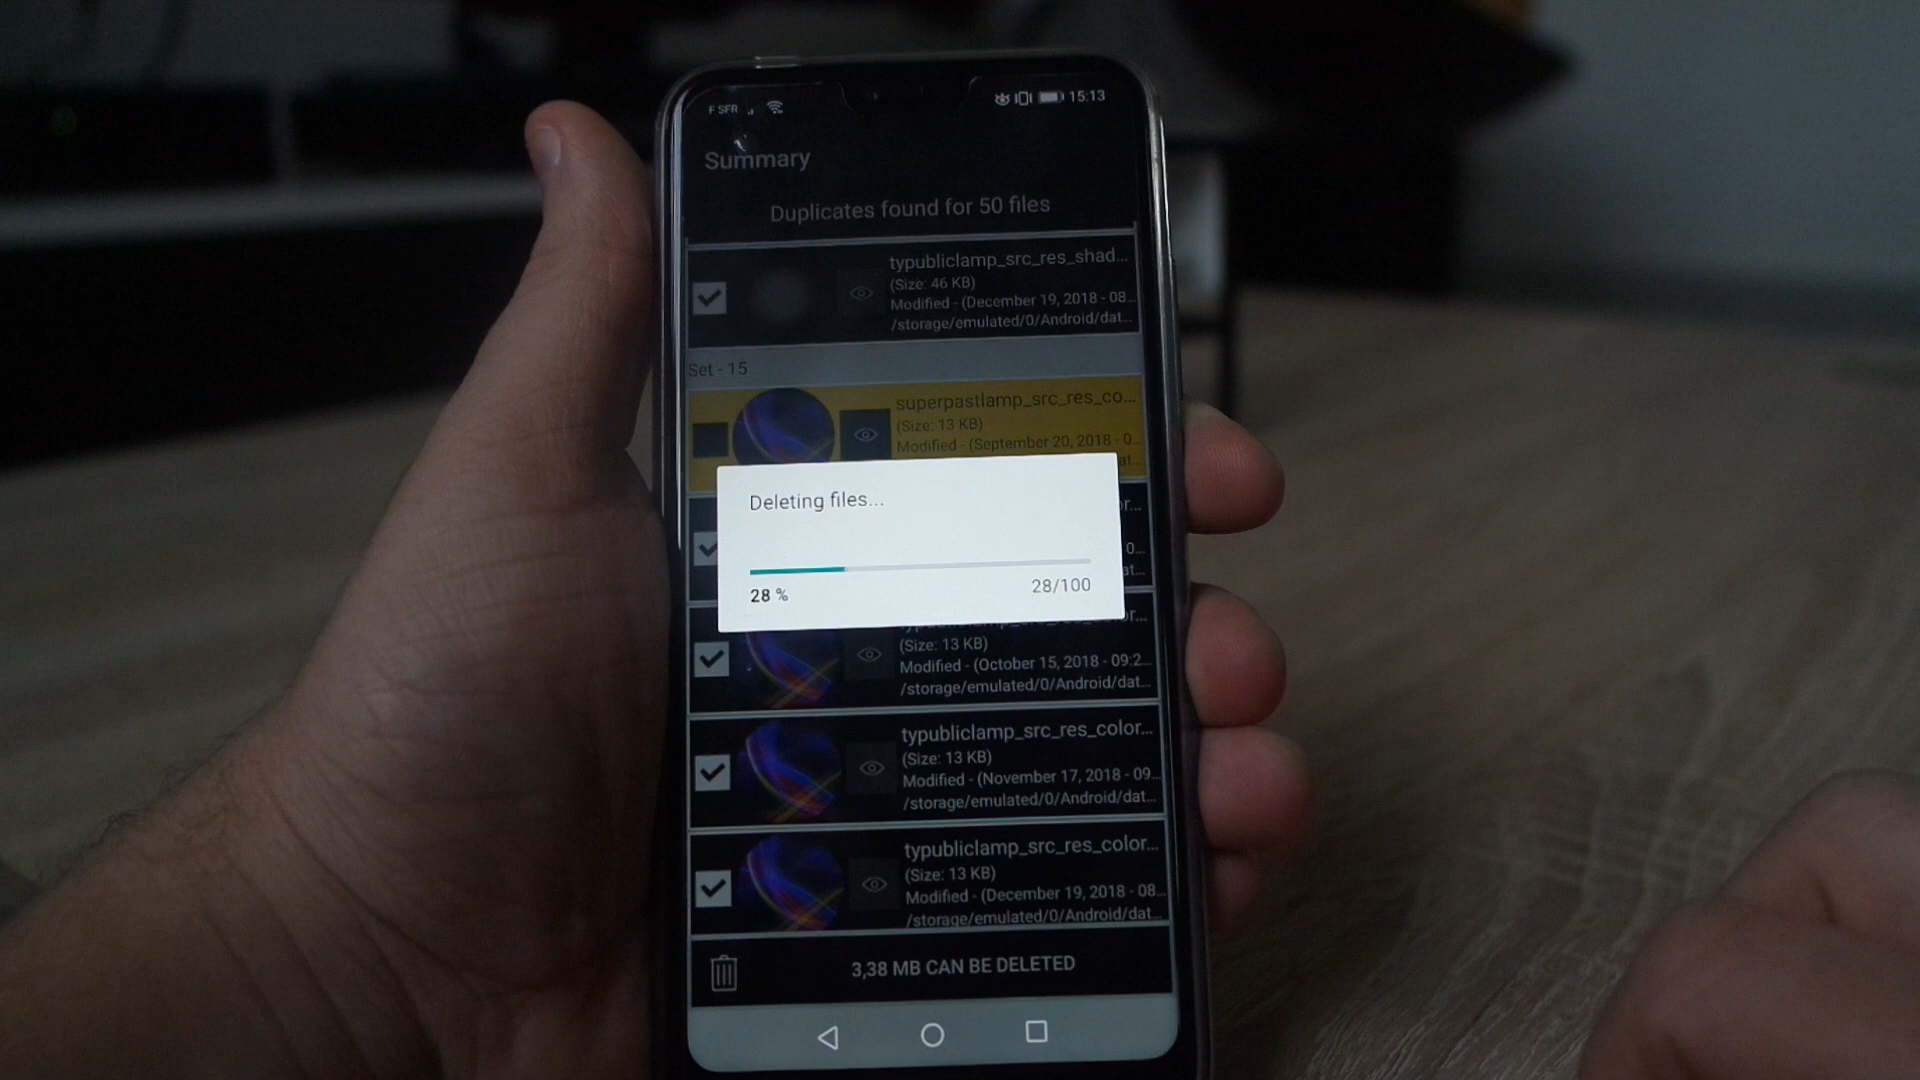 F SFR 15:13
Summary
Duplicates found for 50 files
typubliclamp_src_res_shad...
(Size: 46 KB)
Modified - (December 19, 2018 - 08...
/storage/emulated/0/Android/dat...
Set - 15
superpastlamp_src_res_co...
(Size: 13 KB)
Modified - (September 20, 2018 - 0...
at...
r...
0...
at...
Deleting files...
28 % 28/100
(Size: 13 KB)
Modified - (October 15, 2018 - 09:2...
/storage/emulated/0/Android/dat...
typubliclamp_src_res_color...
(Size: 13 KB)
Modified - (November 17, 2018 - 09...
/storage/emulated/0/Android/dat...
typubliclamp_src_res_color...
(Size: 13 KB)
Modified - (December 19, 2018 - 08...
/storage/emulated/0/Android/dat...
3,38 MB CAN BE DELETED